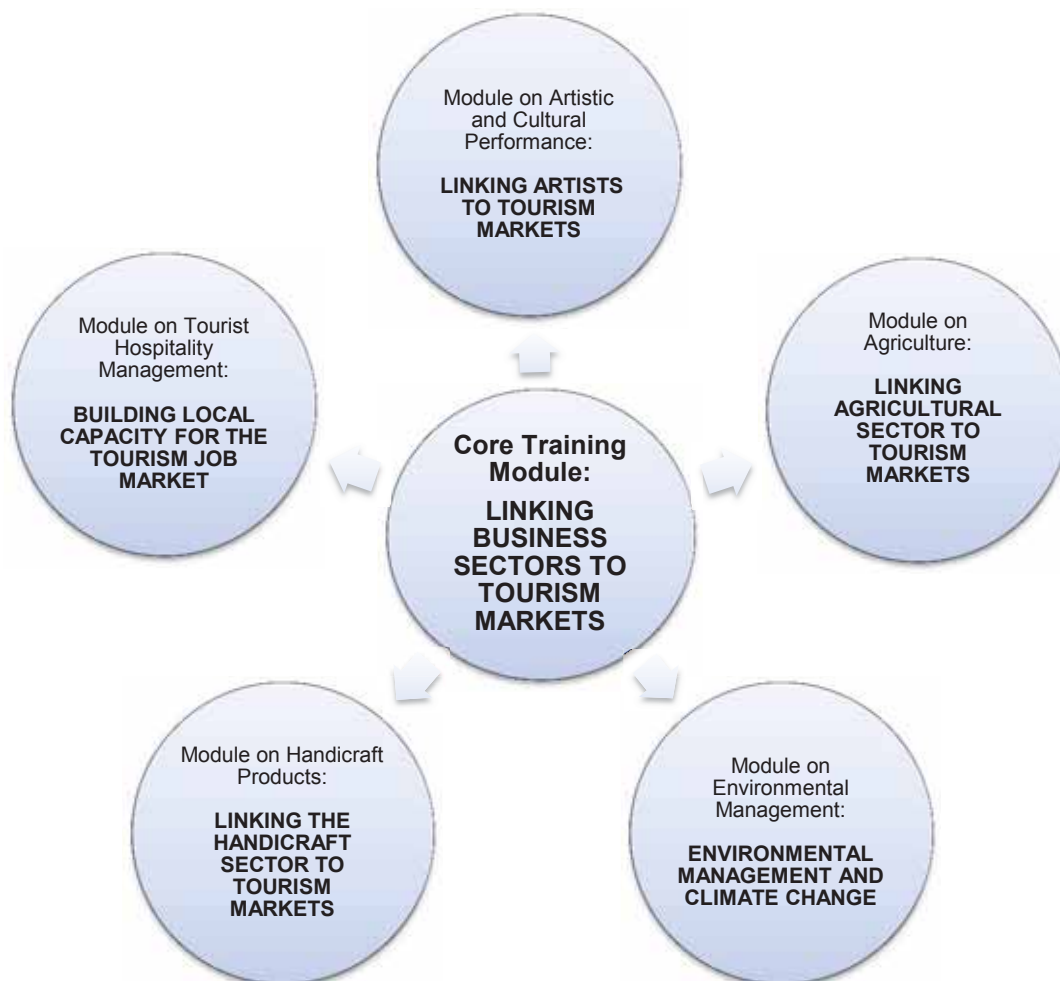 Module on Artistic
and Cultural
Performance:
LINKING ARTISTS
TO TOURISM
MARKETS
Module on Tourist
Hospitality
Management:
BUILDING LOCAL
CAPACITY FOR THE
TOURISM JOB
MARKET
Module on
Agriculture:
LINKING
AGRICULTURAL
SECTOR TO
TOURISM
MARKETS
Core Training
Module:
LINKING
BUSINESS
SECTORS TO
TOURISM
MARKETS
Module on Handicraft
Products:
LINKING THE
HANDICRAFT
SECTOR TO
TOURISM
MARKETS
Module on
Environmental
Management:
ENVIRONMENTAL
MANAGEMENT AND
CLIMATE CHANGE